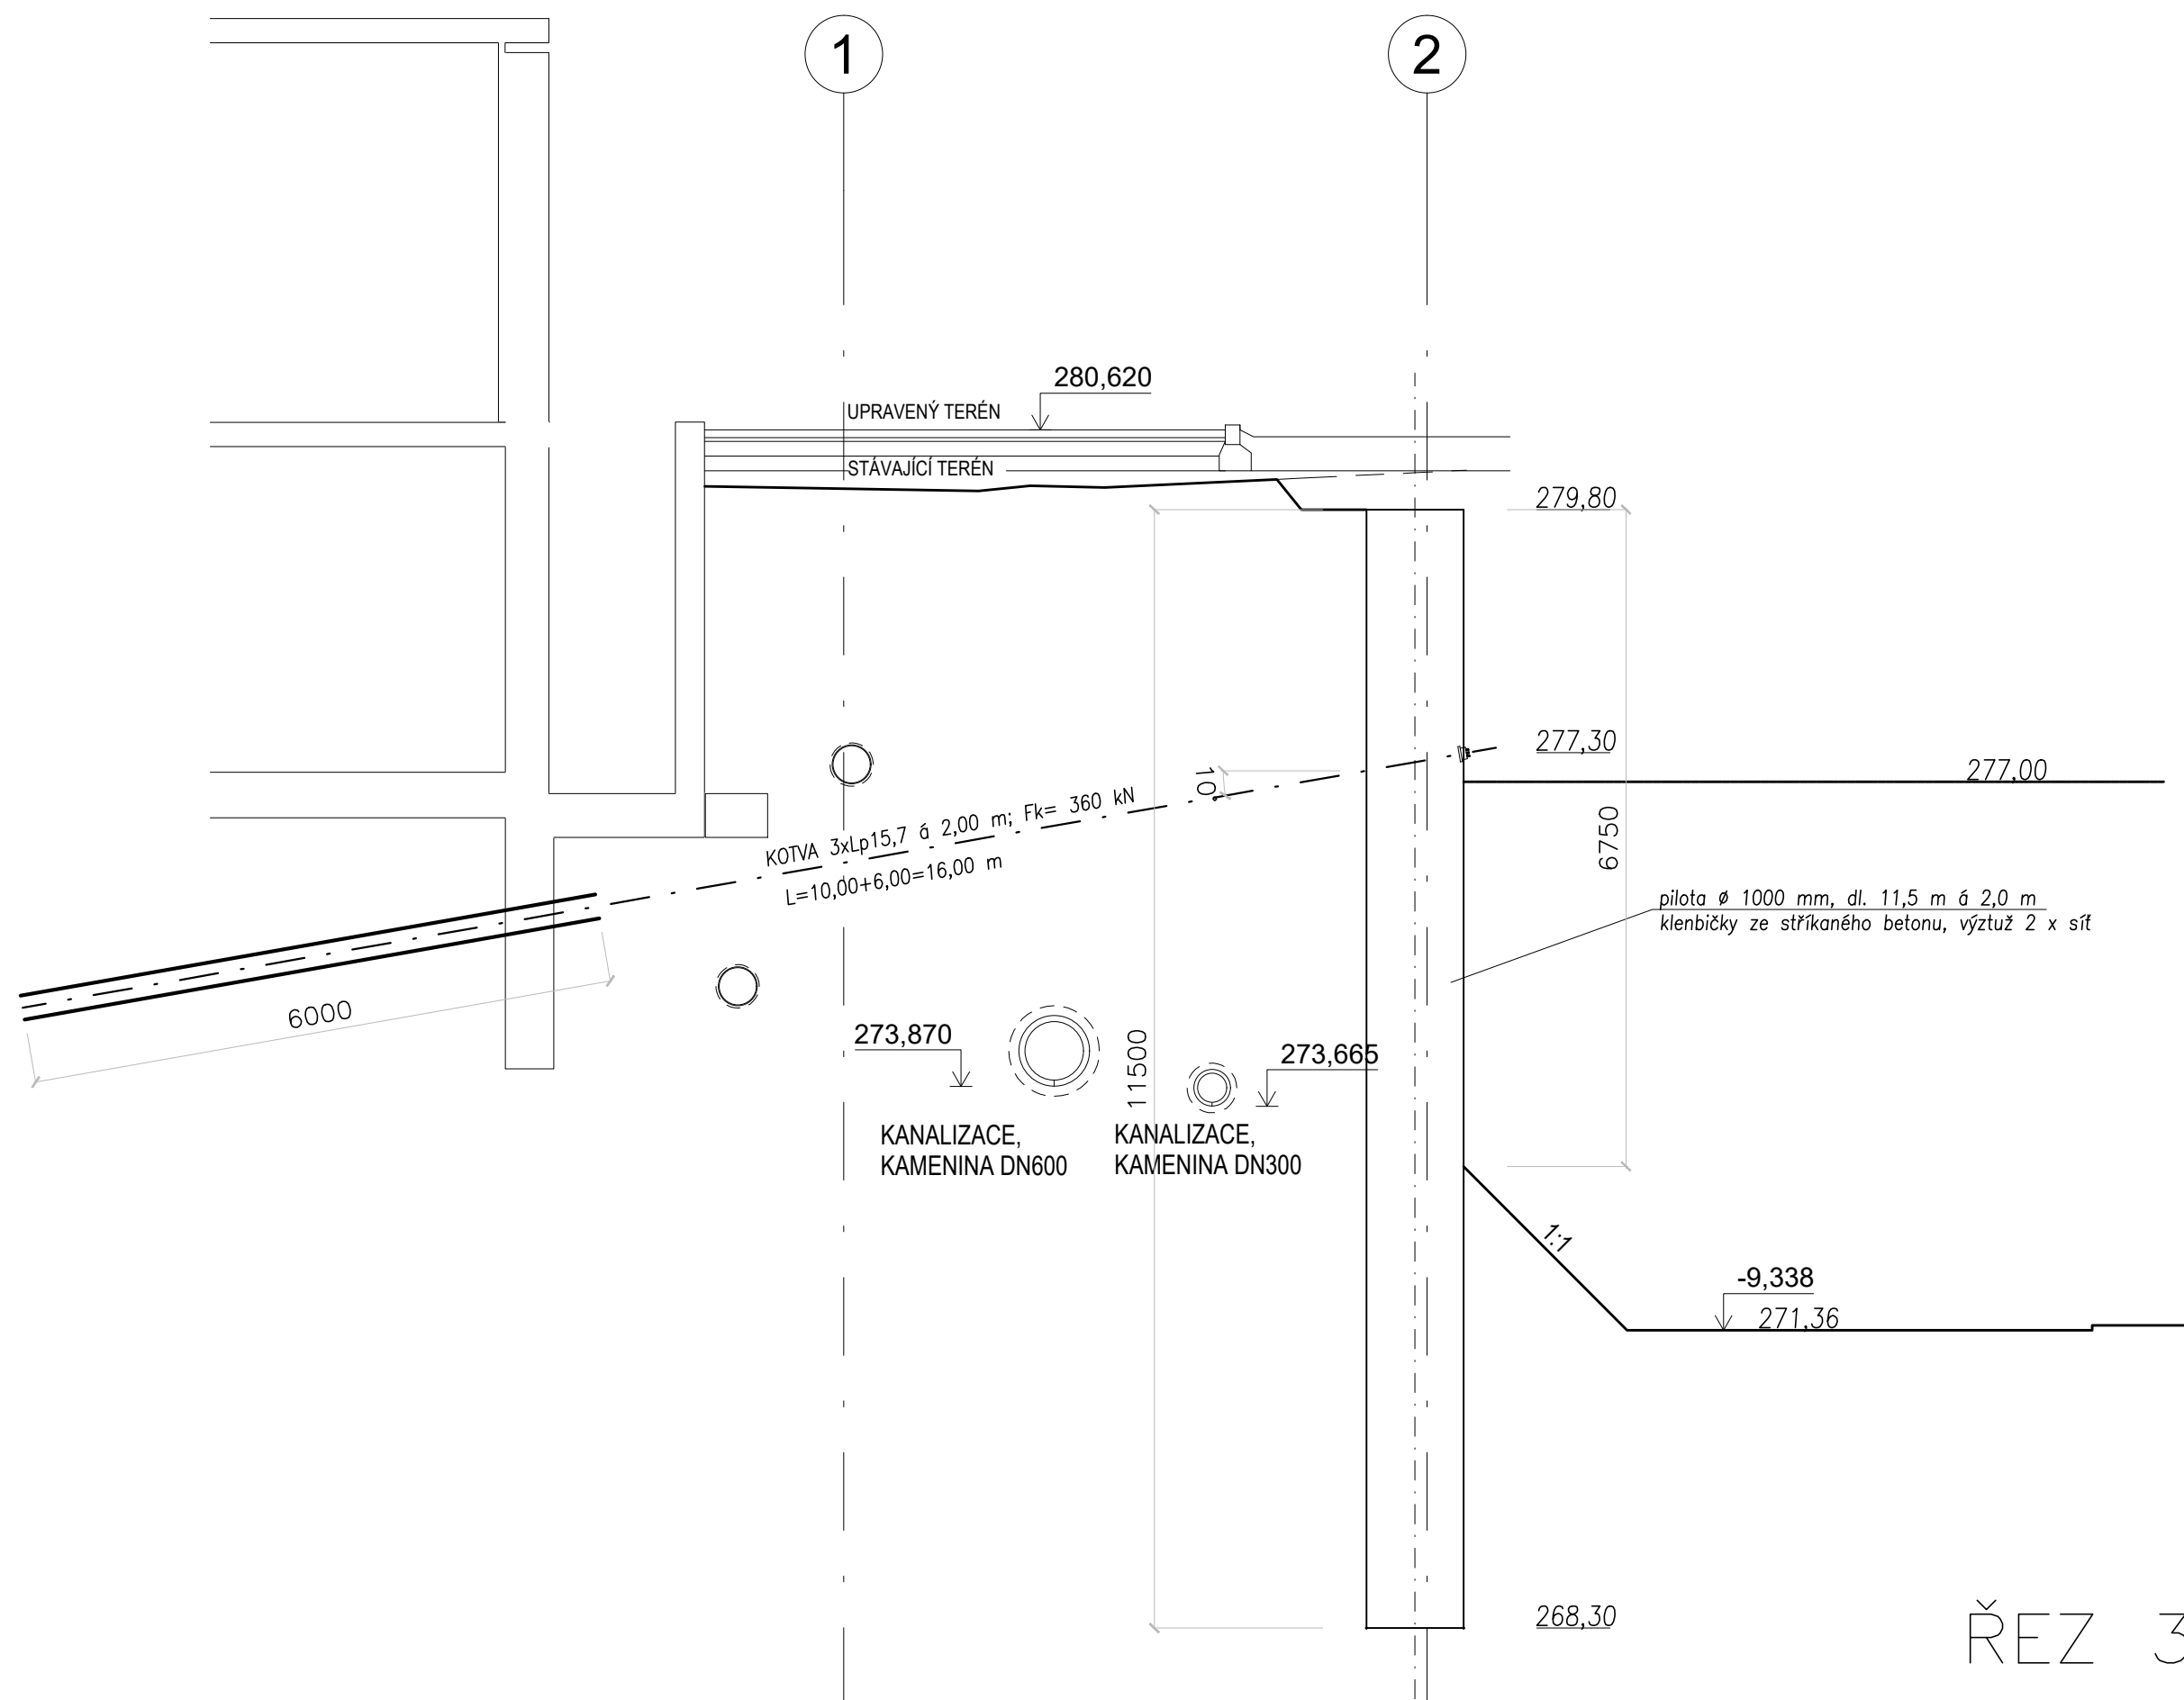 1
2
280,620
UPRAVENÝ TERÉN
STÁVAJÍCÍ TERÉN
279,80
277,30
277,00
10°
6750
KOTVA 3xLp15,7 á 2,00 m; Fk= 360 kN
L=10,00+6,00=16,00 m
pilota ø 1000 mm, dl. 11,5 m á 2,0 m
klenbičky ze stříkaného betonu, výztuž 2 x síť
6000
273,870
11500
273,665
KANALIZACE,
KAMENINA DN600
KANALIZACE,
KAMENINA DN300
1:1
-9,338
271,36
268,30
ŘEZ 3